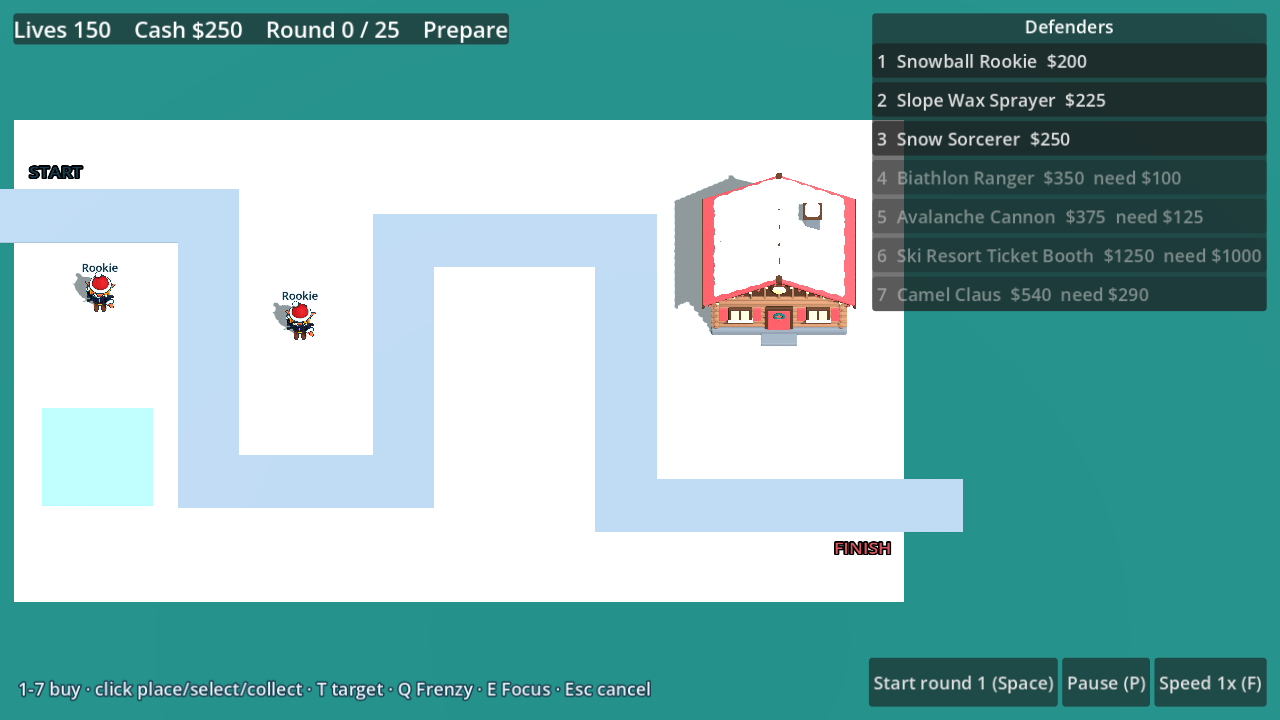 Lives 150 Cash $250 Round 0 / 25 Prepare
Defenders
1 Snowball Rookie $200
2 Slope Wax Sprayer $225
3 Snow Sorcerer $250
4 Biathlon Ranger $350 need $100
5 Avalanche Cannon $375 need $125
6 Ski Resort Ticket Booth $1250 need $1000
7 Camel Claus $540 need $290
START
Rookie
Rookie
FINISH
1-7 buy · click place/select/collect · T target · Q Frenzy · E Focus · Esc cancel
Start round 1 (Space) Pause (P) Speed 1x (F)